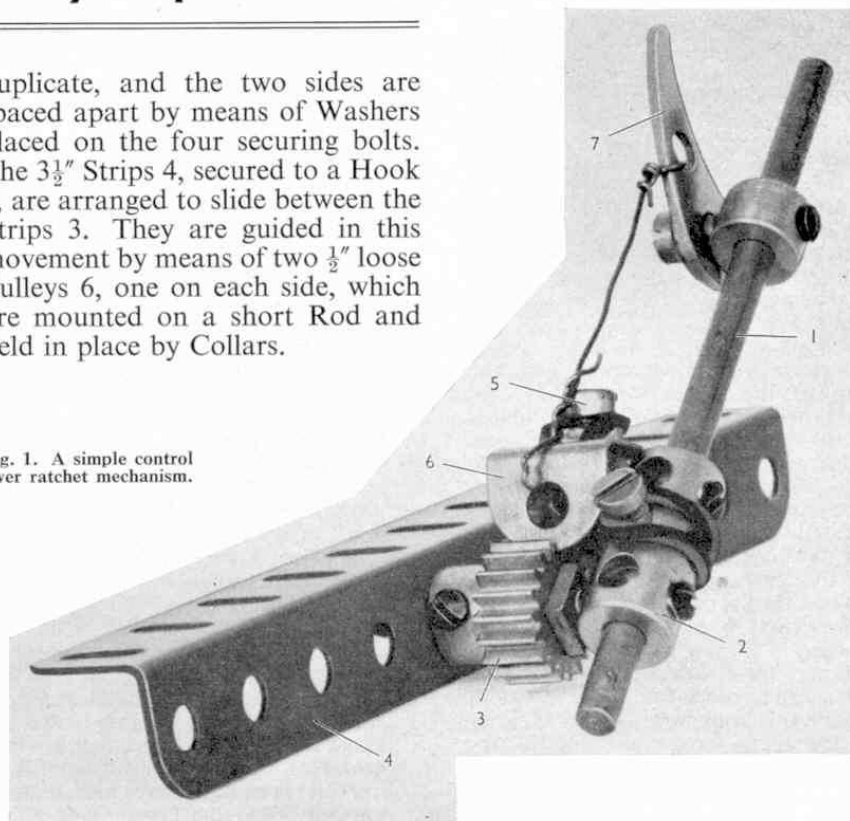 uplicate, and the two sides are
paced apart by means of Washers
laced on the four securing bolts.
he 3½″ Strips 4, secured to a Hook
, are arranged to slide between the
trips 3. They are guided in this
ovement by means of two ½″ loose
ulleys 6, one on each side, which
re mounted on a short Rod and
eld in place by Collars.
g. 1. A simple control
ver ratchet mechanism.
7
1
5
6
2
3
4